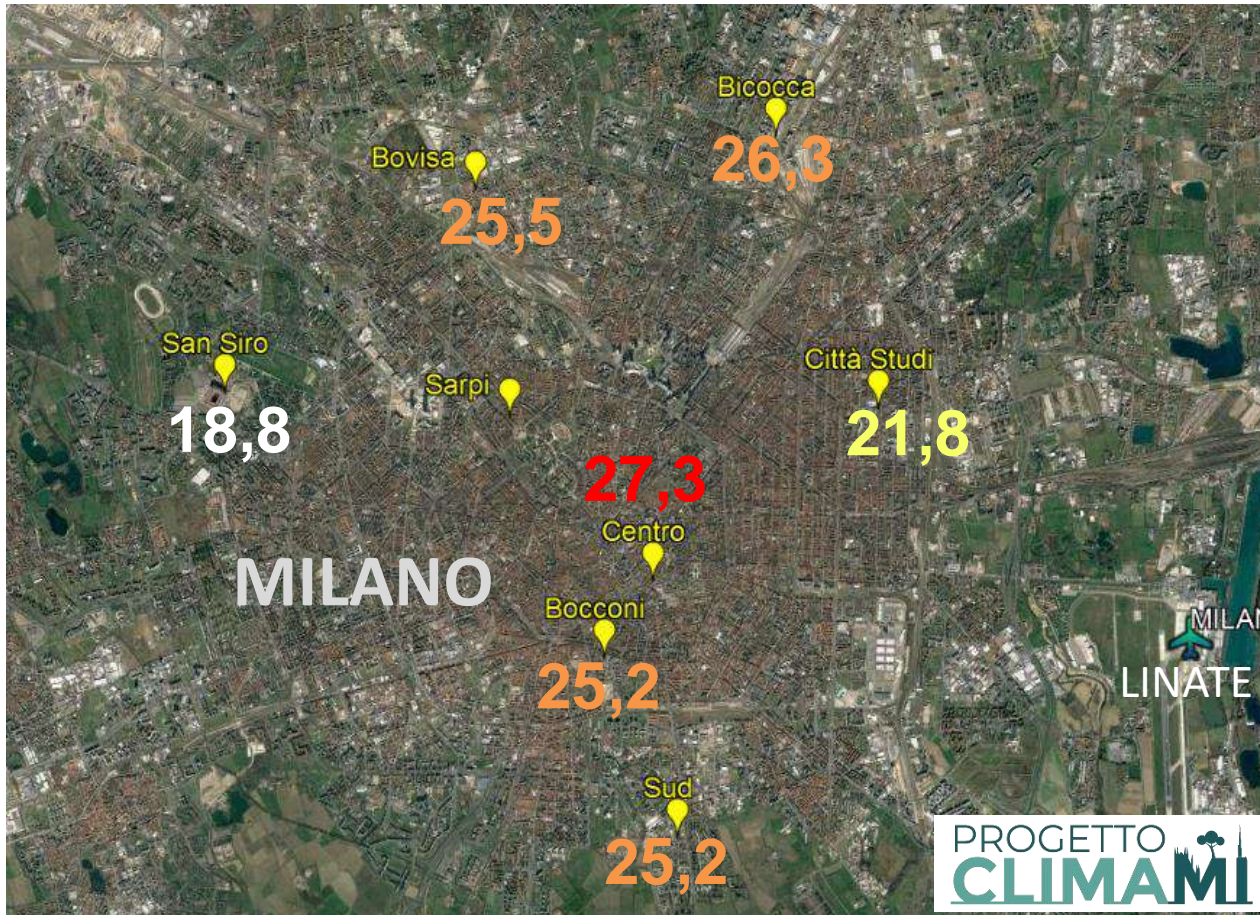 Bicocca
26,3
Bovisa
25,5
San Siro
18,8
Sarpi
Città Studi
21,8
27,3
Centro
MILANO
Bocconi
25,2
MILA
LINATE
Sud
25,2
PROGETTO
CLIMAMI